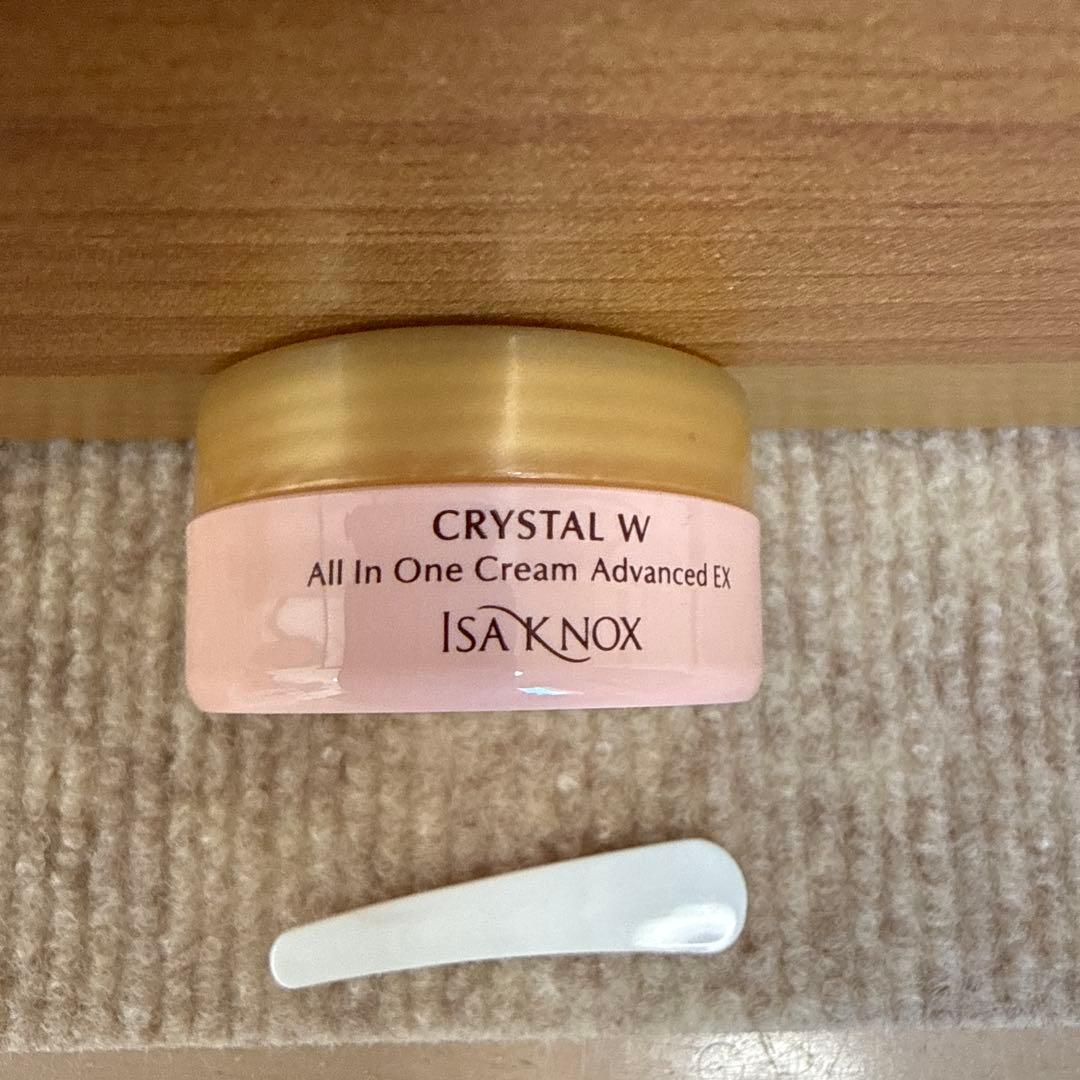 CRYSTAL W
All In One Cream Advanced EX
ISA KNOX